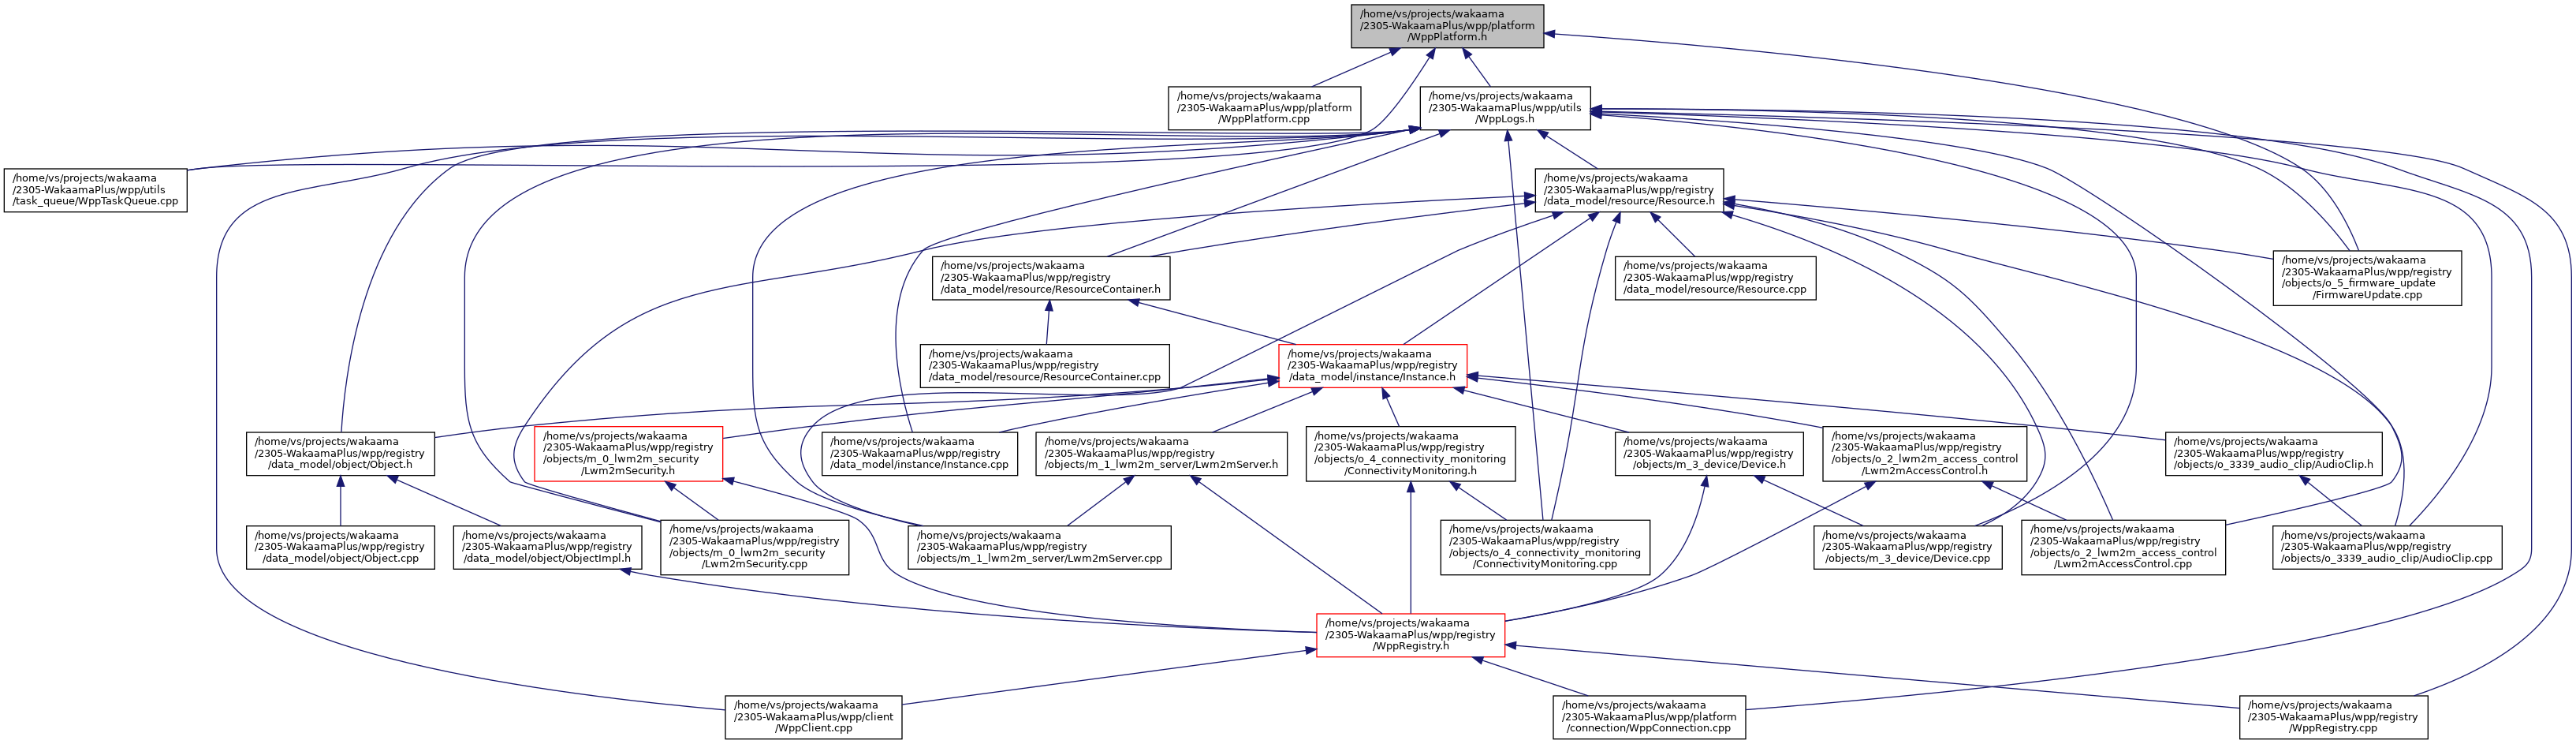 /home/vs/projects/wakaama
/2305-WakaamaPlus/wpp/platform
/WppPlatform.h
/home/vs/projects/wakaama
/2305-WakaamaPlus/wpp/platform
/WppPlatform.cpp
/home/vs/projects/wakaama
/2305-WakaamaPlus/wpp/utils
/WppLogs.h
/home/vs/projects/wakaama
/2305-WakaamaPlus/wpp/utils
/task_queue/WppTaskQueue.cpp
/home/vs/projects/wakaama
/2305-WakaamaPlus/wpp/registry
/data_model/resource/Resource.h
/home/vs/projects/wakaama
/2305-WakaamaPlus/wpp/registry
/data_model/resource/ResourceContainer.h
/home/vs/projects/wakaama
/2305-WakaamaPlus/wpp/registry
/data_model/resource/Resource.cpp
/home/vs/projects/wakaama
/2305-WakaamaPlus/wpp/registry
/objects/o_5_firmware_update
/FirmwareUpdate.cpp
/home/vs/projects/wakaama
/2305-WakaamaPlus/wpp/registry
/data_model/resource/ResourceContainer.cpp
/home/vs/projects/wakaama
/2305-WakaamaPlus/wpp/registry
/data_model/instance/Instance.h
/home/vs/projects/wakaama
/2305-WakaamaPlus/wpp/registry
/data_model/object/Object.h
/home/vs/projects/wakaama
/2305-WakaamaPlus/wpp/registry
/objects/m_0_lwm2m_security
/Lwm2mSecurity.h
/home/vs/projects/wakaama
/2305-WakaamaPlus/wpp/registry
/data_model/instance/Instance.cpp
/home/vs/projects/wakaama
/2305-WakaamaPlus/wpp/registry
/objects/m_1_lwm2m_server/Lwm2mServer.h
/home/vs/projects/wakaama
/2305-WakaamaPlus/wpp/registry
/objects/o_4_connectivity_monitoring
/ConnectivityMonitoring.h
/home/vs/projects/wakaama
/2305-WakaamaPlus/wpp/registry
/objects/m_3_device/Device.h
/home/vs/projects/wakaama
/2305-WakaamaPlus/wpp/registry
/objects/o_2_lwm2m_access_control
/Lwm2mAccessControl.h
/home/vs/projects/wakaama
/2305-WakaamaPlus/wpp/registry
/objects/o_3339_audio_clip/AudioClip.h
/home/vs/projects/wakaama
/2305-WakaamaPlus/wpp/registry
/data_model/object/Object.cpp
/home/vs/projects/wakaama
/2305-WakaamaPlus/wpp/registry
/data_model/object/ObjectImpl.h
/home/vs/projects/wakaama
/2305-WakaamaPlus/wpp/registry
/objects/m_0_lwm2m_security
/Lwm2mSecurity.cpp
/home/vs/projects/wakaama
/2305-WakaamaPlus/wpp/registry
/objects/m_1_lwm2m_server/Lwm2mServer.cpp
/home/vs/projects/wakaama
/2305-WakaamaPlus/wpp/registry
/objects/o_4_connectivity_monitoring
/ConnectivityMonitoring.cpp
/home/vs/projects/wakaama
/2305-WakaamaPlus/wpp/registry
/objects/m_3_device/Device.cpp
/home/vs/projects/wakaama
/2305-WakaamaPlus/wpp/registry
/objects/o_2_lwm2m_access_control
/Lwm2mAccessControl.cpp
/home/vs/projects/wakaama
/2305-WakaamaPlus/wpp/registry
/objects/o_3339_audio_clip/AudioClip.cpp
/home/vs/projects/wakaama
/2305-WakaamaPlus/wpp/registry
/WppRegistry.h
/home/vs/projects/wakaama
/2305-WakaamaPlus/wpp/client
/WppClient.cpp
/home/vs/projects/wakaama
/2305-WakaamaPlus/wpp/platform
/connection/WppConnection.cpp
/home/vs/projects/wakaama
/2305-WakaamaPlus/wpp/registry
/WppRegistry.cpp